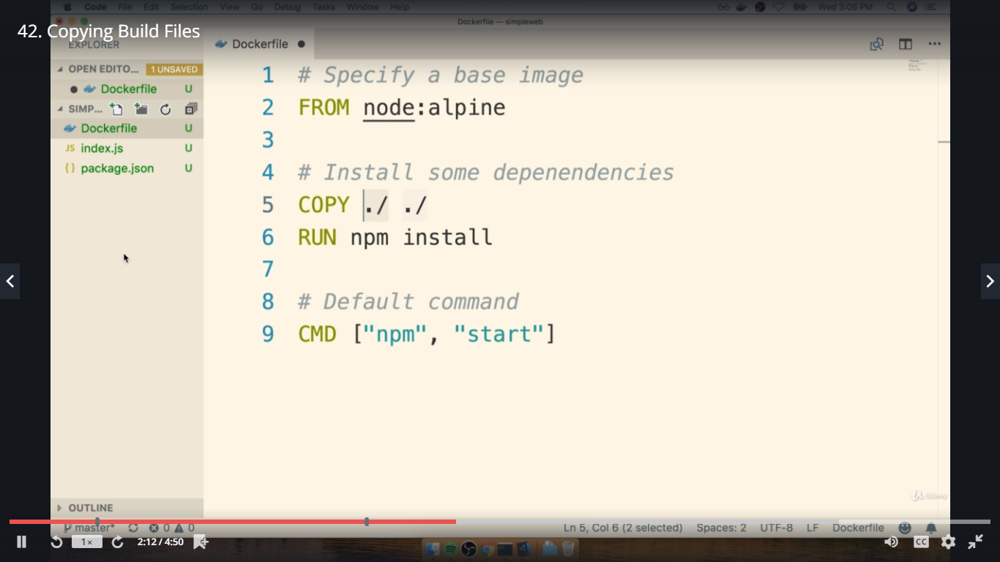 Code File Edit Selection View Go Debug Tasks Window Help Wed 3:05 PM
Dockerfile — simpleweb
42. Copying Build Files
EXPLORER
Dockerfile
OPEN EDITO... 1 UNSAVED
Dockerfile U
SIMP...
Dockerfile U
JS index.js U
{} package.json U
1 # Specify a base image
2 FROM node:alpine
3
4 # Install some depenendencies
5 COPY ./ ./
6 RUN npm install
7
8 # Default command
9 CMD ["npm", "start"]
OUTLINE
Udemy
master* 0 0 Ln 5, Col 6 (2 selected) Spaces: 2 UTF-8 LF Dockerfile
1× 2:12 / 4:50 CC